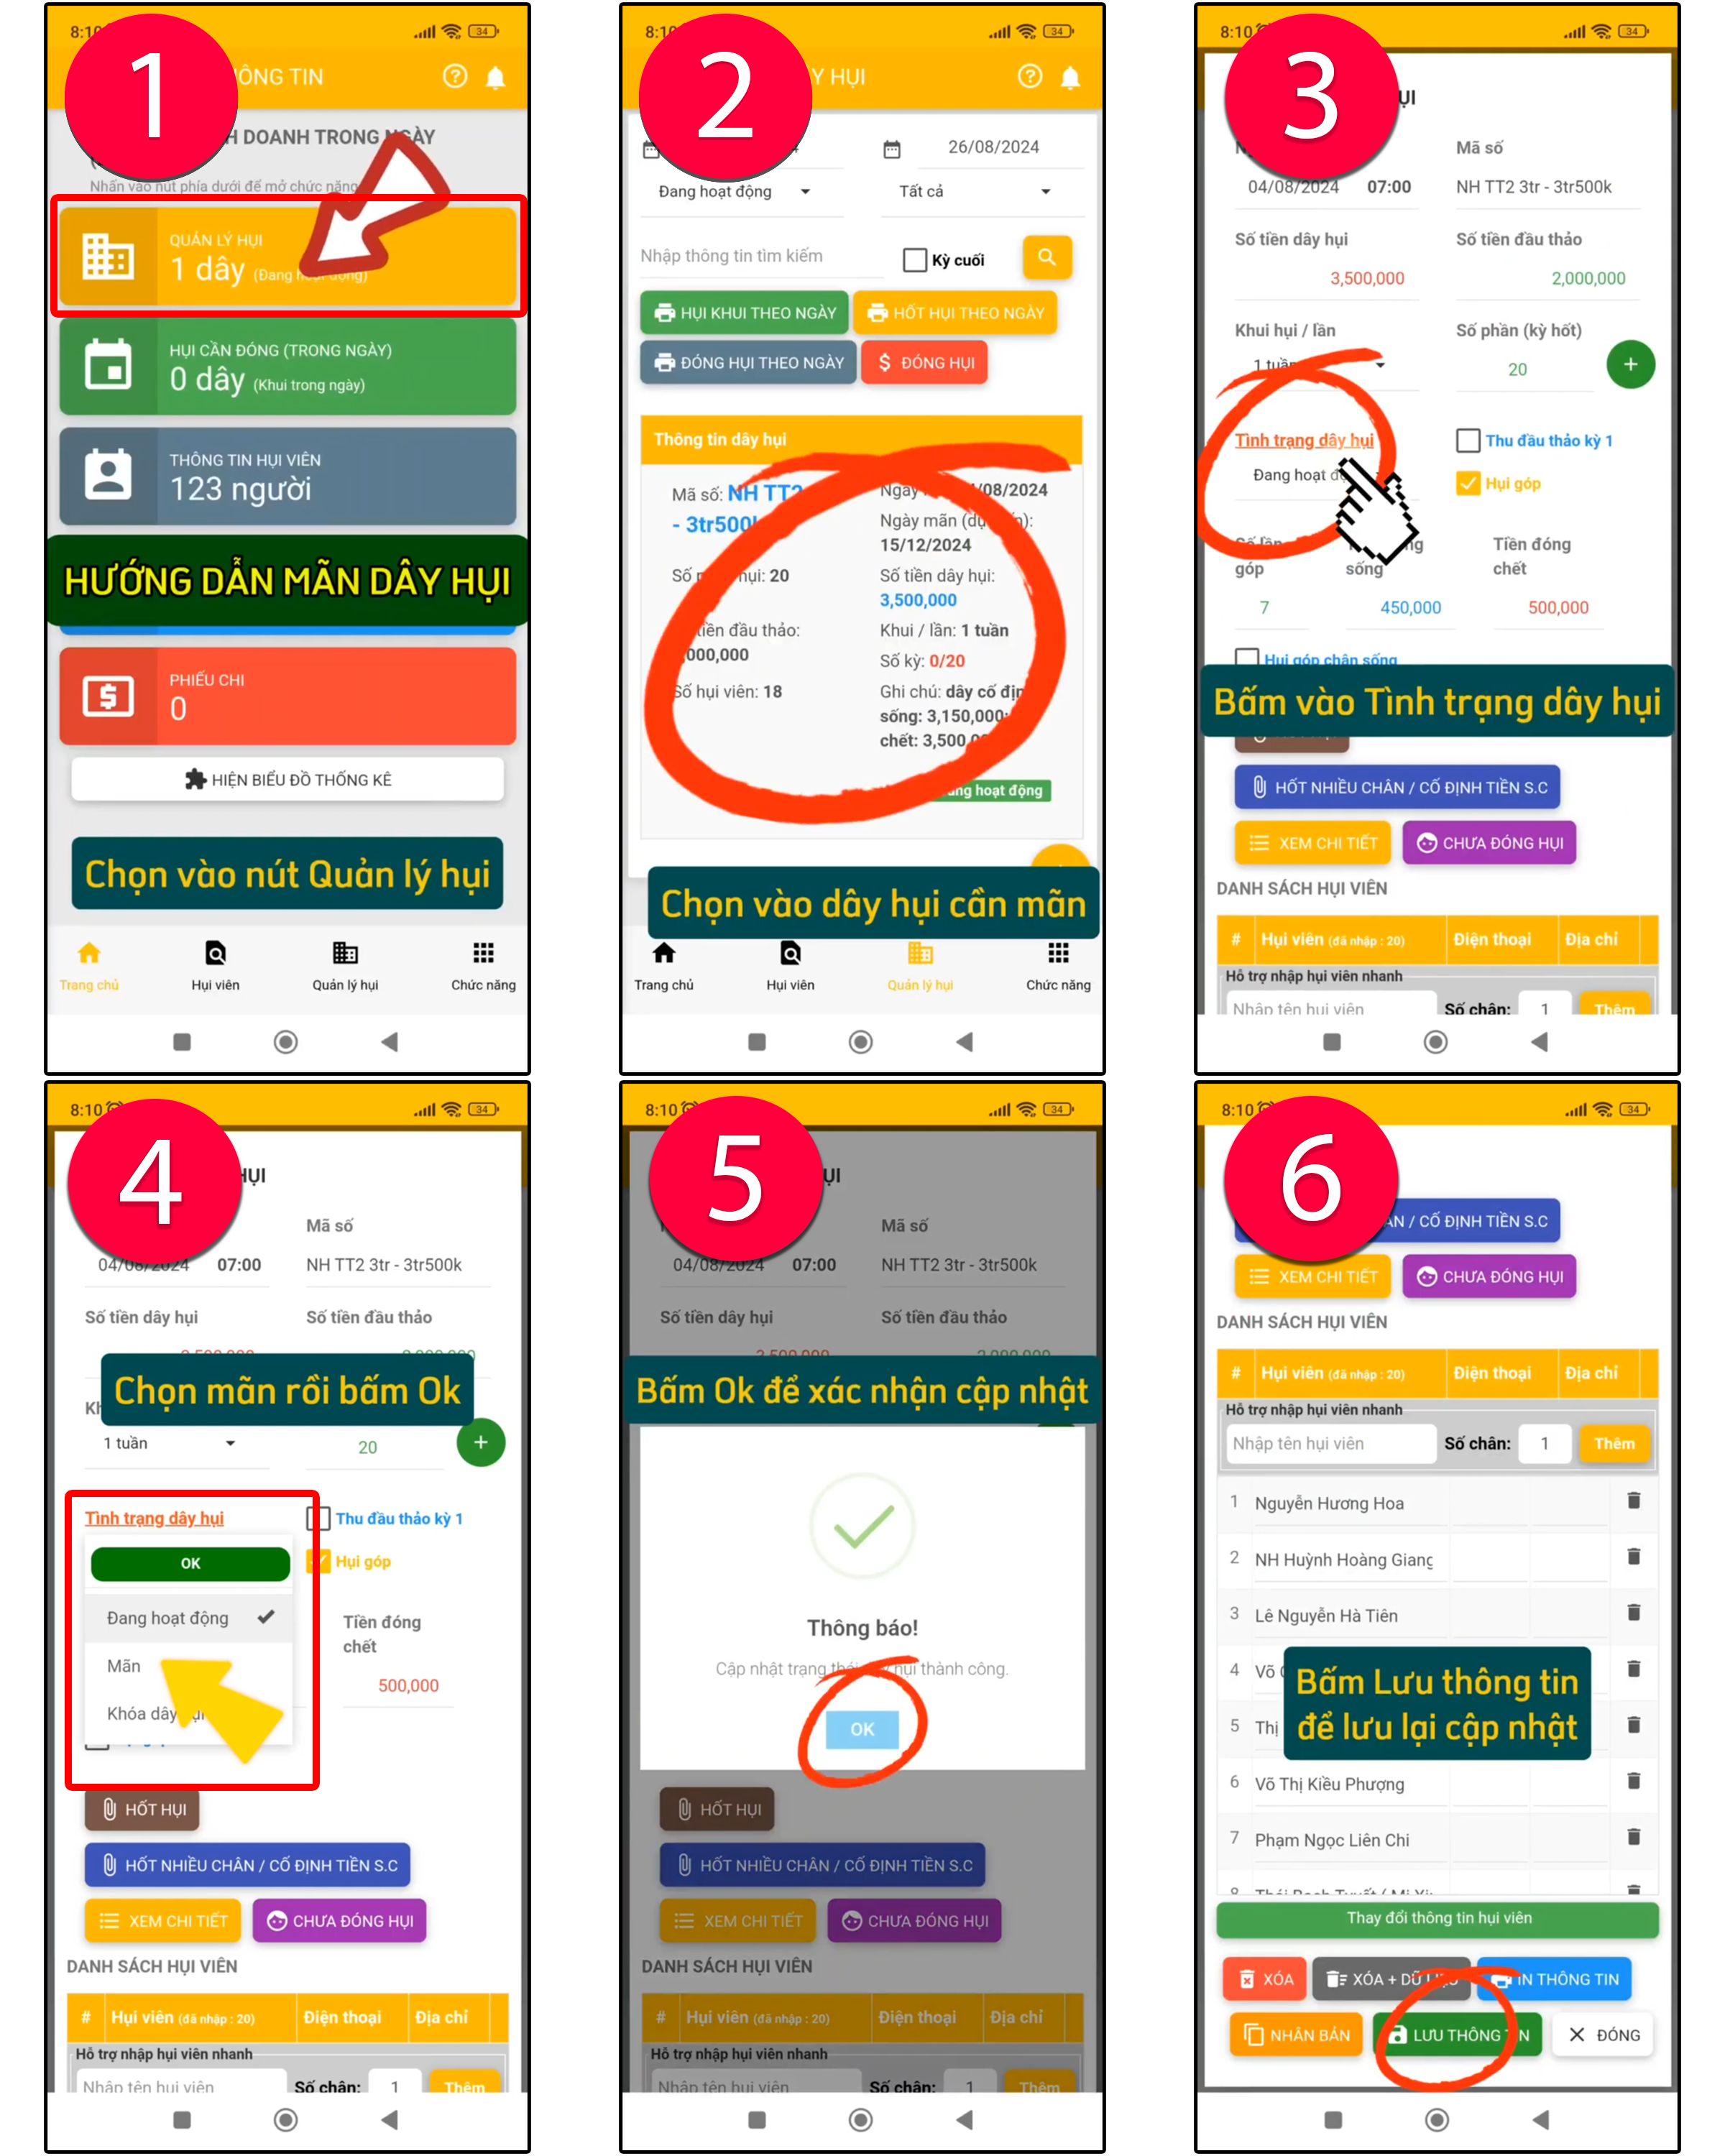 1
ÔNG TIN
H DOANH TRONG NGÀY
Nhấn vào nút phía dưới để mở chức năng
QUẢN LÝ HỤI
1 dây (Đang hoạt động)
HỤI CẦN ĐÓNG (TRONG NGÀY)
0 dây (Khui trong ngày)
THÔNG TIN HỤI VIÊN
123 người
HƯỚNG DẪN MÃN DÂY HỤI
PHIẾU CHI
0
HIỆN BIỂU ĐỒ THỐNG KÊ
Chọn vào nút Quản lý hụi
Trang chủ Hụi viên Quản lý hụi Chức năng
2
8:10 34
Y HỤI
26/08/2024
Đang hoạt động Tất cả
Nhập thông tin tìm kiếm Kỳ cuối
HỤI KHUI THEO NGÀY HỐT HỤI THEO NGÀY
ĐÓNG HỤI THEO NGÀY $ ĐÓNG HỤI
Thông tin dây hụi
Mã số: NH TT2
- 3tr500
/08/2024
Ngày mãn (dự
15/12/2024
hụi: 20
Số tiền dây hụi:
3,500,000
tiền đầu thảo:
000,000
Khui / lần: 1 tuần
Số kỳ: 0/20
Số hụi viên: 18
Ghi chú: dây cố địn
sống: 3,150,000;
chết: 3,500,
ang hoạt động
Chọn vào dây hụi cần mãn
Trang chủ Hụi viên Quản lý hụi Chức năng
3
8:10 34
ỤI
Mã số
04/08/2024 07:00 NH TT2 3tr - 3tr500k
Số tiền dây hụi Số tiền đầu thảo
3,500,000 2,000,000
Khui hụi / lần Số phần (kỳ hốt)
1 tuần 20 +
Tình trạng dây hụi Thu đầu thảo kỳ 1
Đang hoạt Hụi góp
Số lần
góp
ng
sống
Tiền đóng
chết
7 450,000 500,000
Hụi góp chân sống
Bấm vào Tình trạng dây hụi
HỐT NHIỀU CHÂN / CỐ ĐỊNH TIỀN S.C
XEM CHI TIẾT CHƯA ĐÓNG HỤI
DANH SÁCH HỤI VIÊN
# Hụi viên (đã nhập : 20) Điện thoại Địa chỉ
Hỗ trợ nhập hụi viên nhanh
Nhập tên hụi viên Số chân: 1 Thêm
4
8:10 34
HỤI
Mã số
04/08/2024 07:00 NH TT2 3tr - 3tr500k
Số tiền dây hụi Số tiền đầu thảo
Chọn mãn rồi bấm Ok
1 tuần 20 +
Tình trạng dây hụi Thu đầu thảo kỳ 1
OK Hụi góp
Đang hoạt động
Mãn
Khóa dây
Tiền đóng
chết
500,000
HỐT HỤI
HỐT NHIỀU CHÂN / CỐ ĐỊNH TIỀN S.C
XEM CHI TIẾT CHƯA ĐÓNG HỤI
DANH SÁCH HỤI VIÊN
# Hụi viên (đã nhập : 20) Điện thoại Địa chỉ
Hỗ trợ nhập hụi viên nhanh
Nhập tên hụi viên Số chân: 1 Thêm
5
8:10 34
ỤI
Mã số
04/08/2024 07:00 NH TT2 3tr - 3tr500k
Số tiền dây hụi Số tiền đầu thảo
Bấm Ok để xác nhận cập nhật
Thông báo!
Cập nhật trạng thái hụi thành công.
OK
HỐT HỤI
HỐT NHIỀU CHÂN / CỐ ĐỊNH TIỀN S.C
XEM CHI TIẾT CHƯA ĐÓNG HỤI
DANH SÁCH HỤI VIÊN
# Hụi viên (đã nhập : 20) Điện thoại Địa chỉ
Hỗ trợ nhập hụi viên nhanh
Nhập tên hụi viên Số chân: 1 Thêm
6
8:10 34
ÂN / CỐ ĐỊNH TIỀN S.C
XEM CHI TIẾT CHƯA ĐÓNG HỤI
DANH SÁCH HỤI VIÊN
# Hụi viên (đã nhập : 20) Điện thoại Địa chỉ
Hỗ trợ nhập hụi viên nhanh
Nhập tên hụi viên Số chân: 1 Thêm
1 Nguyễn Hương Hoa
2 NH Huỳnh Hoàng Giang
3 Lê Nguyễn Hà Tiên
4 Võ
5 Thị
Bấm Lưu thông tin
để lưu lại cập nhật
6 Võ Thị Kiều Phượng
7 Phạm Ngọc Liên Chi
Thay đổi thông tin hụi viên
XÓA XÓA + DỮ LIỆU IN THÔNG TIN
NHÂN BẢN LƯU THÔNG TIN ĐÓNG